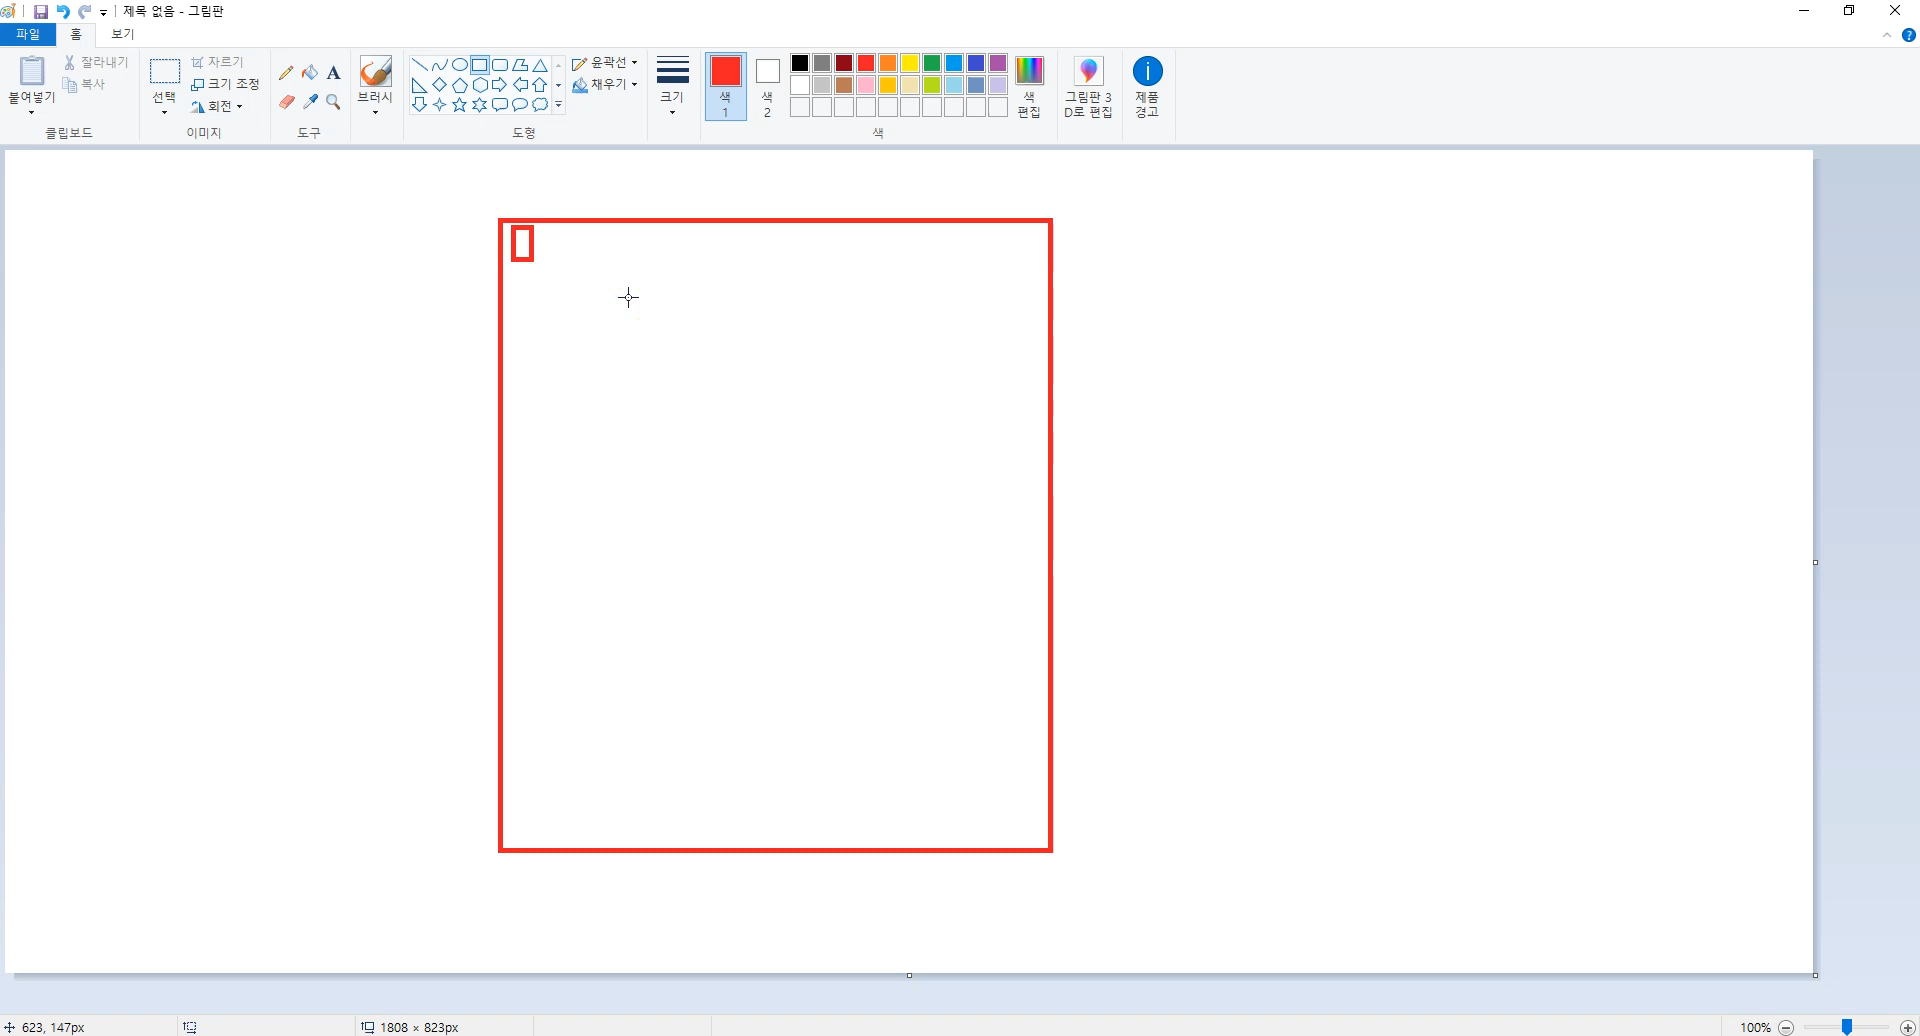 제목 없음 - 그림판
파일 홈 보기
붙여넣기
잘라내기
복사
클립보드
선택
자르기
크기 조정
회전
이미지
A
도구
브러시
윤곽선
채우기
도형
크기
색
1
색
2
색
편집
색
그림판 3
D로 편집
제품
경고
623, 147px
1808 × 823px
100%